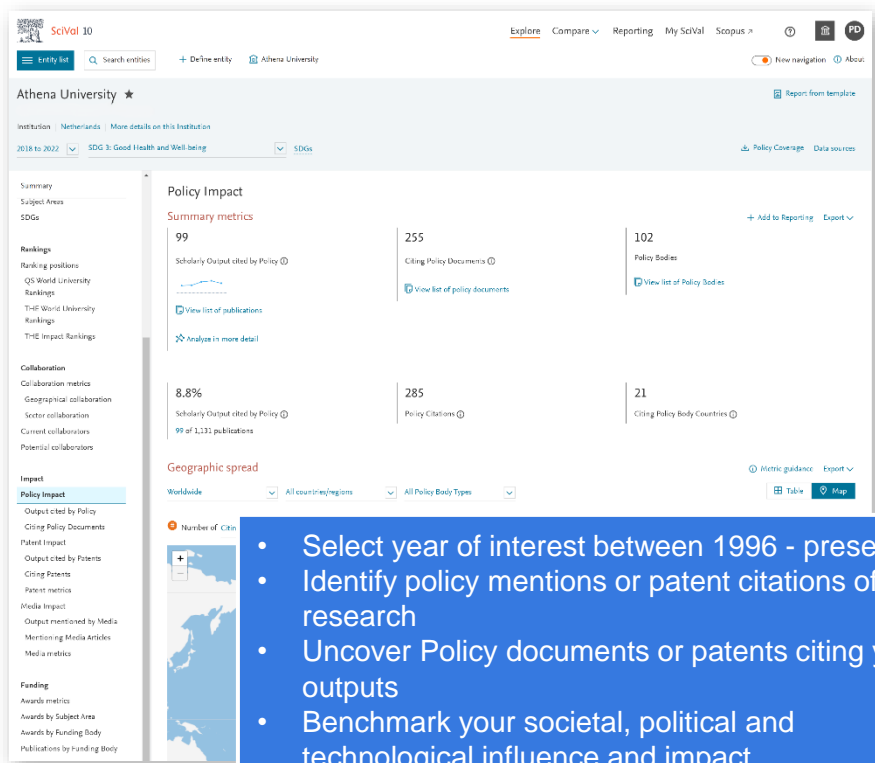 SciVal 10
Explore Compare Reporting My SciVal Scopus
PD
Entity list Search entities + Define entity Athena University
New navigation About
Athena University ★
Report from template
Institution | Netherlands | More details on this Institution
2018 to 2022 SDG 3: Good Health and Well-being SDGs
Policy Coverage Data sources
Summary
Subject Areas
SDGs
Rankings
Ranking positions
QS World University
Rankings
THE World University
Rankings
THE Impact Rankings
Collaboration
Collaboration metrics
Geographical collaboration
Sector collaboration
Current collaborators
Potential collaborators
Impact
Policy Impact
Output cited by Policy
Citing Policy Documents
Patent Impact
Output cited by Patents
Citing Patents
Patent metrics
Media Impact
Output mentioned by Media
Mentioning Media Articles
Media metrics
Funding
Awards metrics
Awards by Subject Area
Awards by Funding Body
Publications by Funding Body
Policy Impact
Summary metrics
+ Add to Reporting Export
99
Scholarly Output cited by Policy
View list of publications
Analyze in more detail
255
Citing Policy Documents
View list of policy documents
102
Policy Bodies
View list of Policy Bodies
8.8%
Scholarly Output cited by Policy
99 of 1,131 publications
285
Policy Citations
21
Citing Policy Body Countries
Geographic spread
Metric guidance Export
Worldwide All countries/regions All Policy Body Types
Table Map
Number of Citin
+
−
• Select year of interest between 1996 - prese
• Identify policy mentions or patent citations of
research
• Uncover Policy documents or patents citing y
outputs
• Benchmark your societal, political and
technological influence and impact